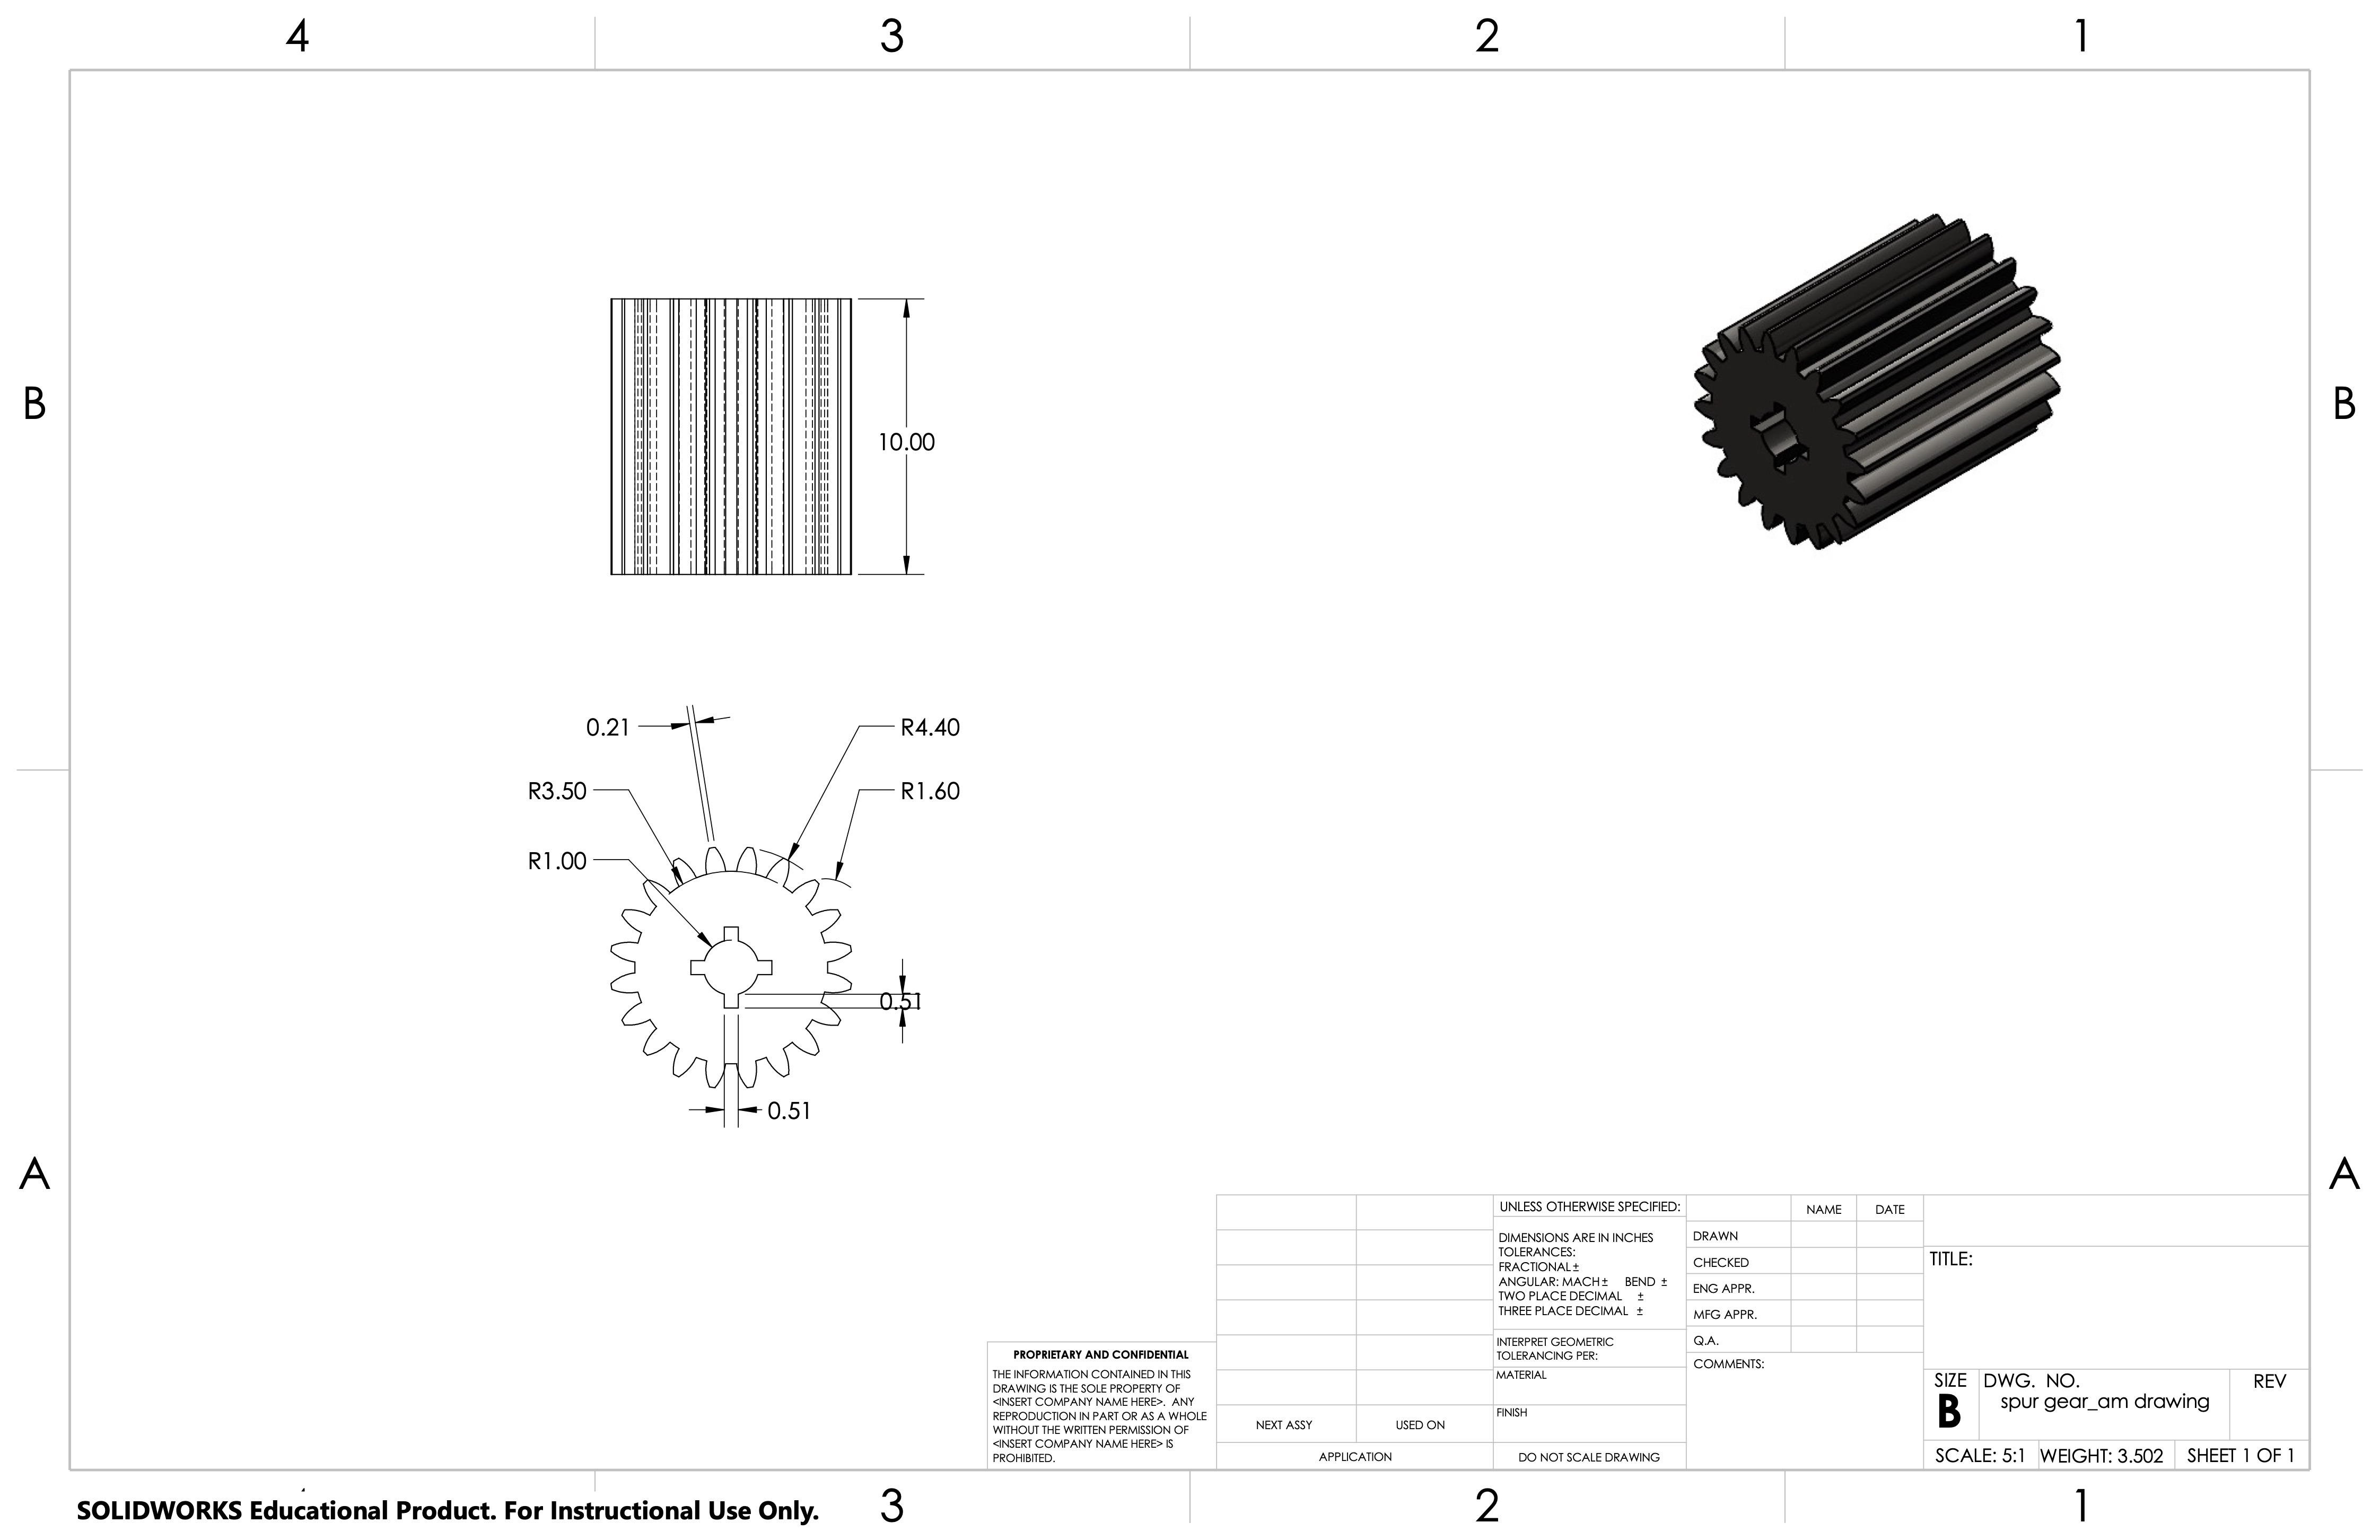 4 3 2 1
B B
10.00
0.21 R4.40
R3.50 R1.60
R1.00
0.51
0.51
A A
UNLESS OTHERWISE SPECIFIED:
NAME DATE
DIMENSIONS ARE IN INCHES
TOLERANCES:
FRACTIONAL±
ANGULAR: MACH± BEND ±
TWO PLACE DECIMAL ±
THREE PLACE DECIMAL ±
DRAWN
CHECKED
ENG APPR.
MFG APPR.
Q.A.
COMMENTS:
TITLE:
INTERPRET GEOMETRIC
TOLERANCING PER:
MATERIAL
FINISH
PROPRIETARY AND CONFIDENTIAL
THE INFORMATION CONTAINED IN THIS
DRAWING IS THE SOLE PROPERTY OF
<INSERT COMPANY NAME HERE>. ANY
REPRODUCTION IN PART OR AS A WHOLE
WITHOUT THE WRITTEN PERMISSION OF
<INSERT COMPANY NAME HERE> IS
PROHIBITED.
NEXT ASSY USED ON
APPLICATION DO NOT SCALE DRAWING
SIZE DWG. NO. REV
B spur gear_am drawing
SCALE: 5:1 WEIGHT: 3.502 SHEET 1 OF 1
SOLIDWORKS Educational Product. For Instructional Use Only. 3 2 1